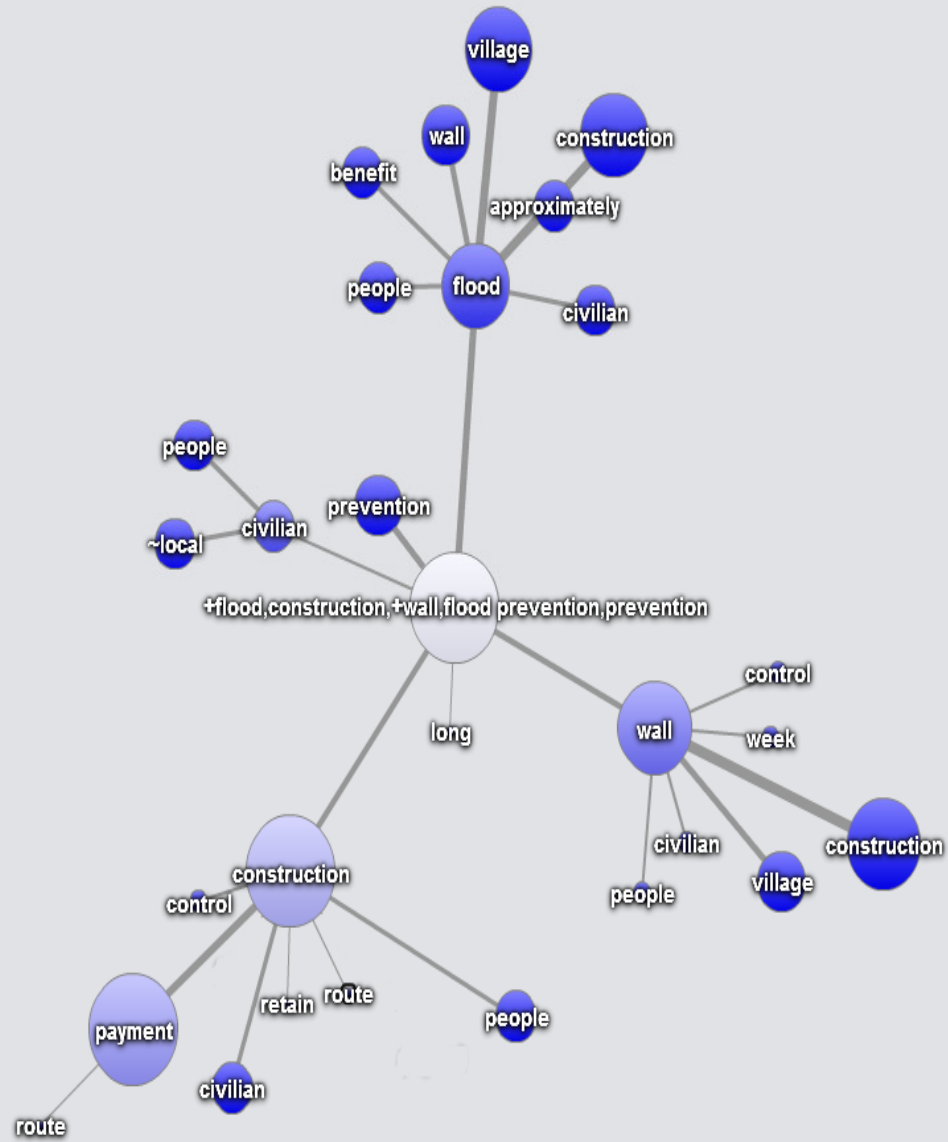 village
wall
construction
benefit
approximately
people
flood
civilian
people
prevention
civilian
~local
+flood,construction,+wall,flood prevention,prevention
control
long
wall
week
civilian
construction
construction
village
people
control
retain
route
people
payment
civilian
route